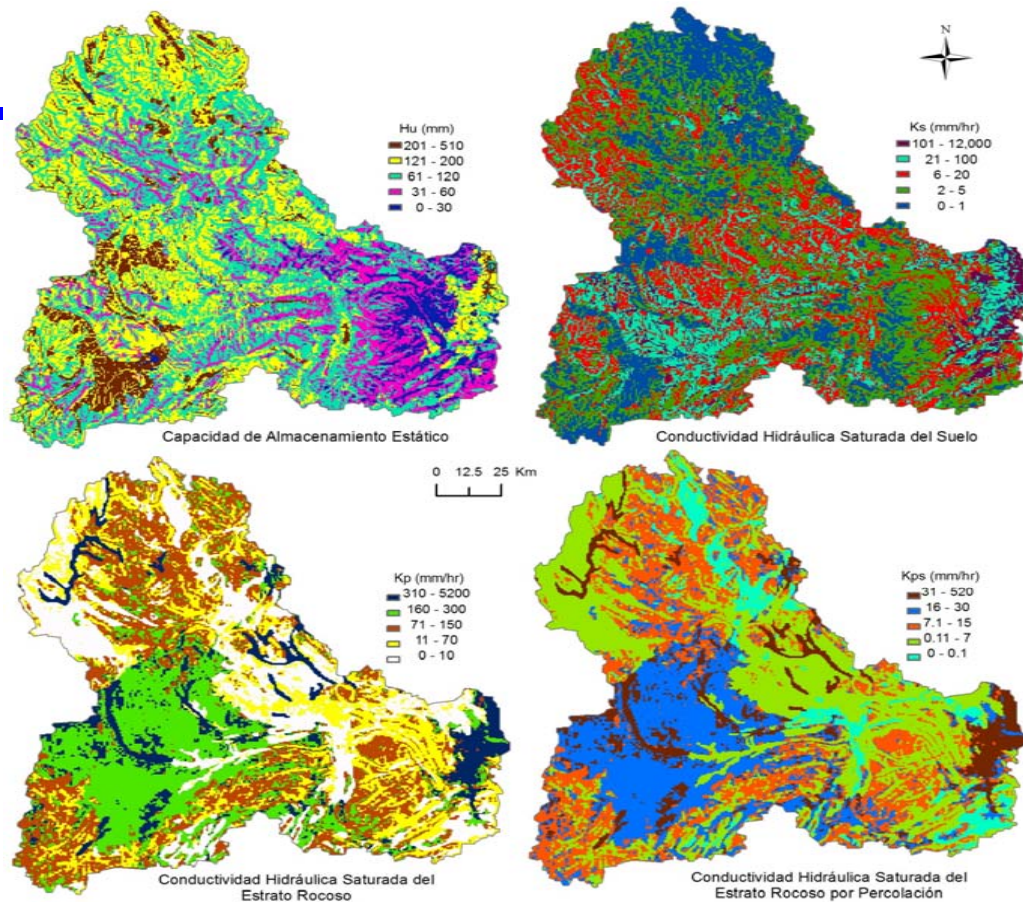 N
Hu (mm)
201 - 510
121 - 200
61 - 120
31 - 60
0 - 30
Capacidad de Almacenamiento Estático
Ks (mm/hr)
101 - 12,000
21 - 100
6 - 20
2 - 5
0 - 1
Conductividad Hidráulica Saturada del Suelo
0 12.5 25 Km
Kp (mm/hr)
310 - 5200
160 - 300
71 - 150
11 - 70
0 - 10
Conductividad Hidráulica Saturada del
Estrato Rocoso
Kps (mm/hr)
31 - 520
16 - 30
7.1 - 15
0.11 - 7
0 - 0.1
Conductividad Hidráulica Saturada del
Estrato Rocoso por Percolación